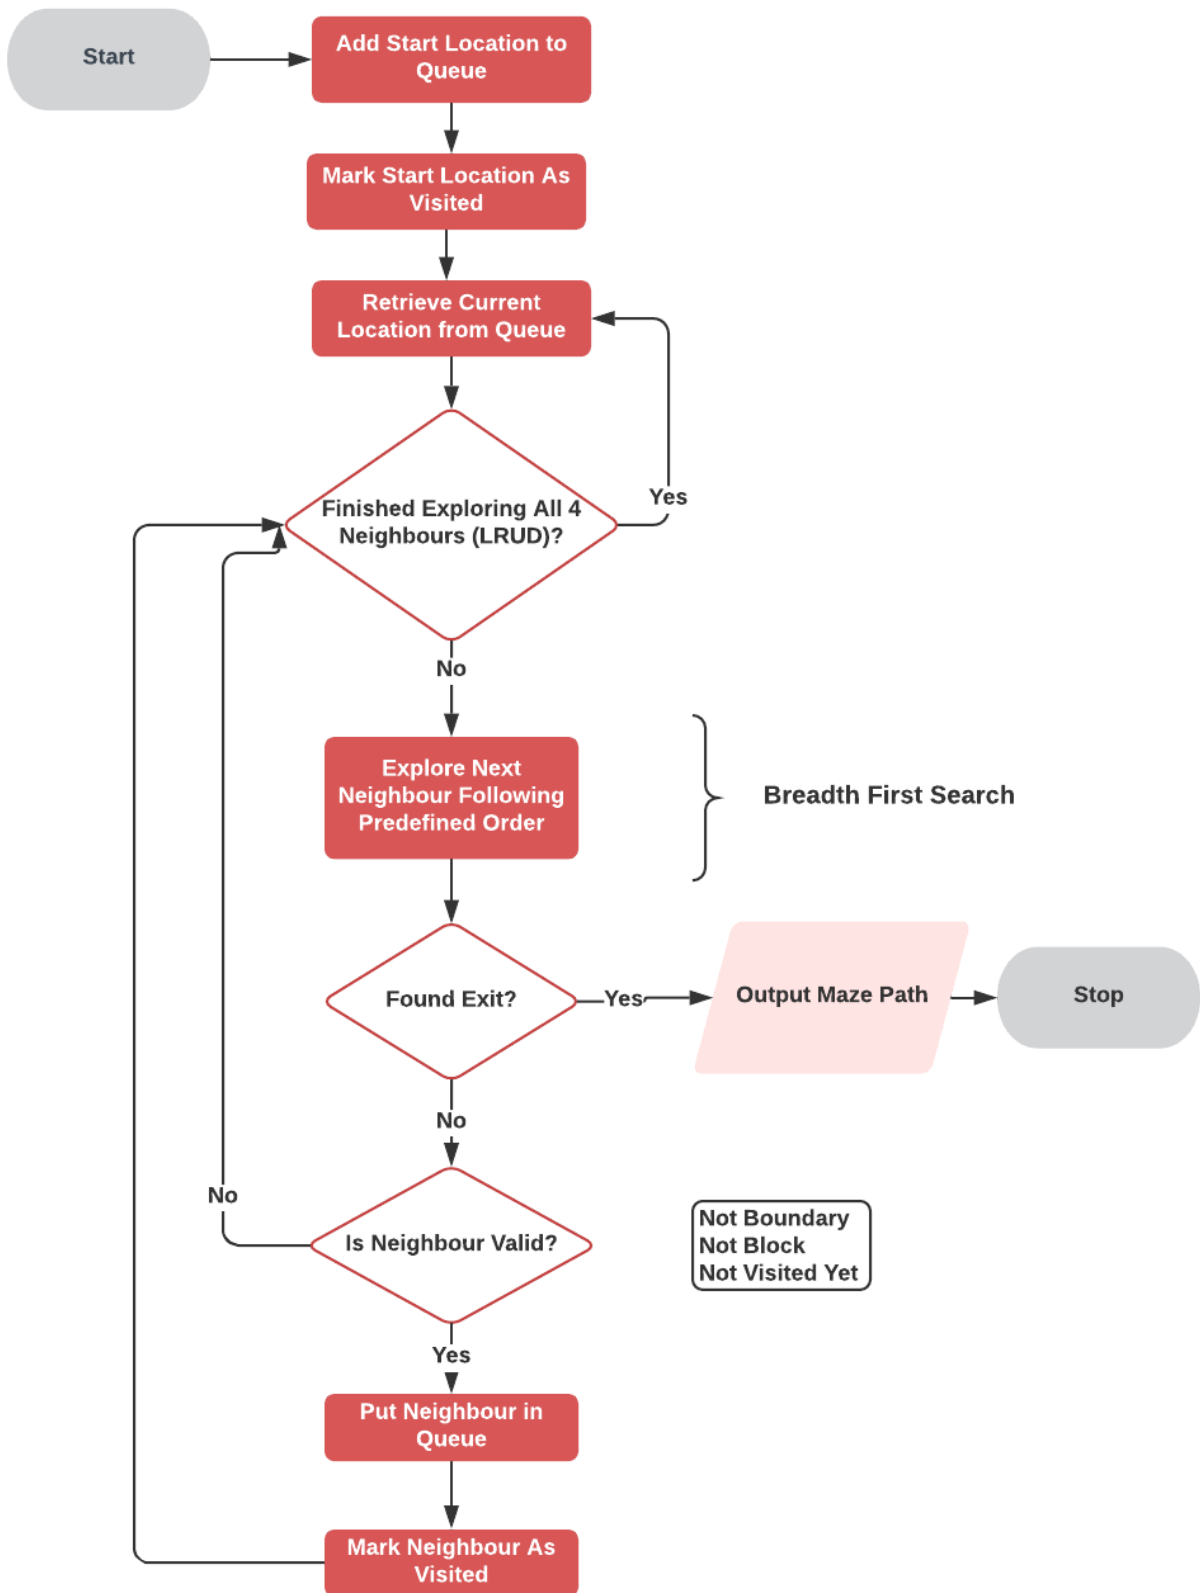 Start
Add Start Location to
Queue
Mark Start Location As
Visited
Retrieve Current
Location from Queue
Finished Exploring All 4
Neighbours (LRUD)?
Yes
No
Explore Next
Neighbour Following
Predefined Order
Breadth First Search
Found Exit?
Yes
Output Maze Path
Stop
No
Is Neighbour Valid?
No
Not Boundary
Not Block
Not Visited Yet
Yes
Put Neighbour in
Queue
Mark Neighbour As
Visited